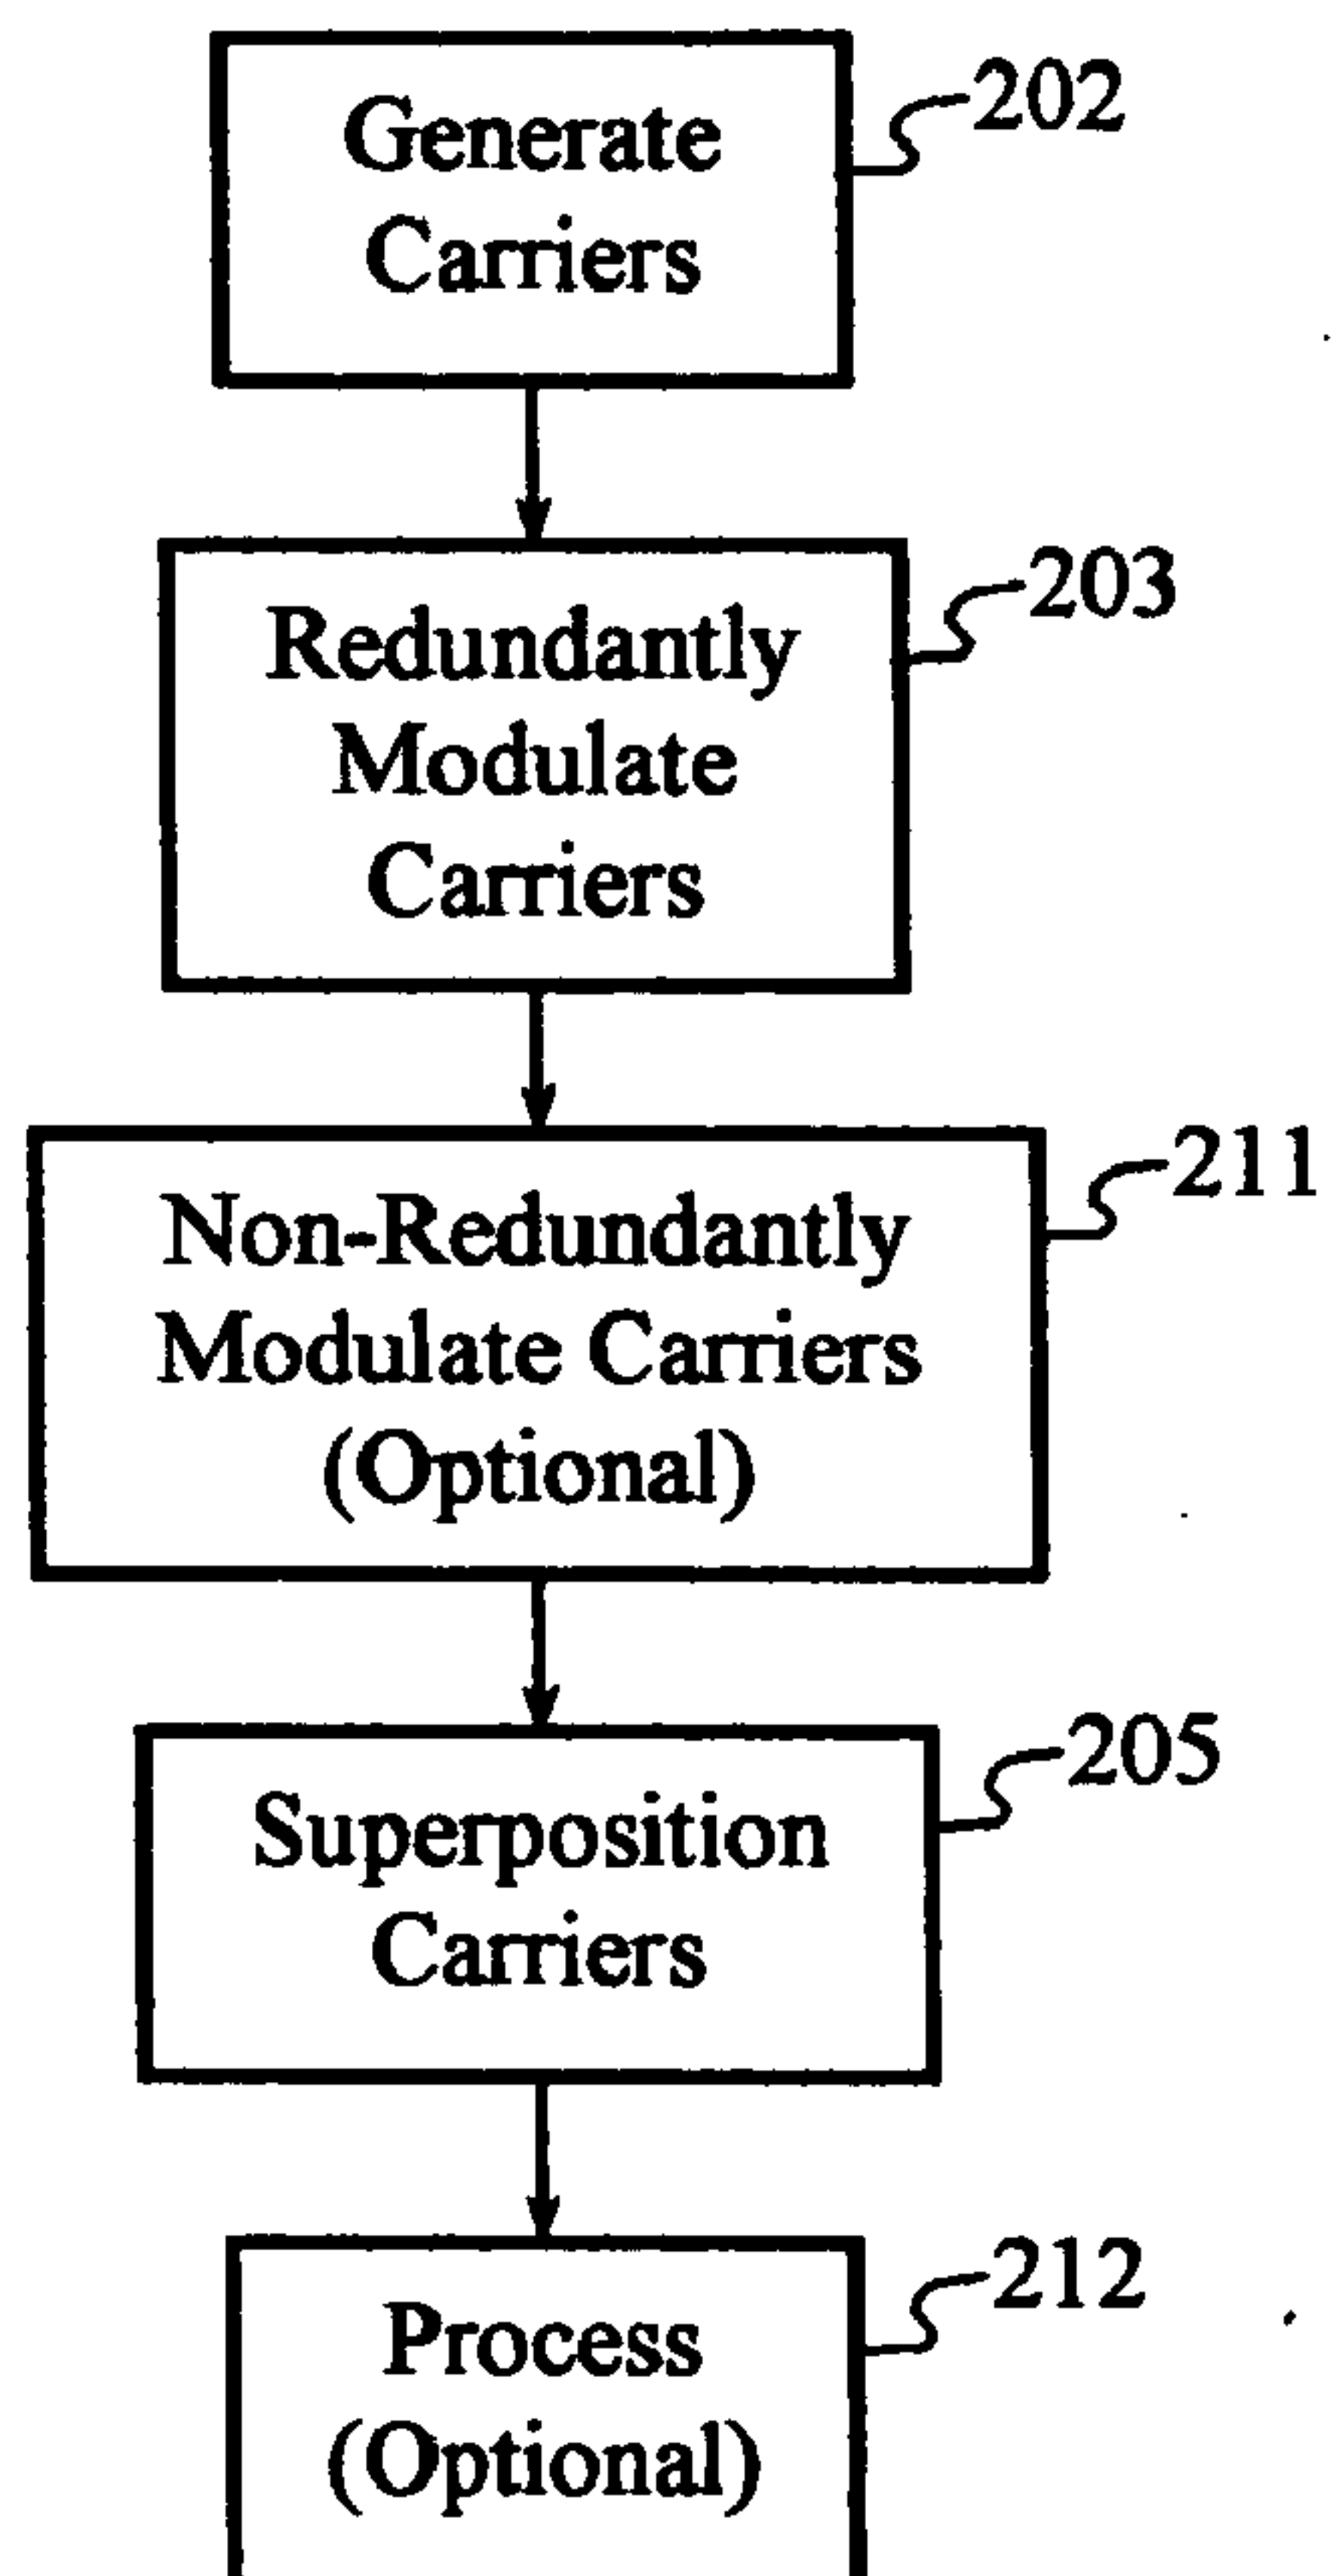 Generate
Carriers
202
Redundantly
Modulate
Carriers
203
Non-Redundantly
Modulate Carriers
(Optional)
211
Superposition
Carriers
205
Process
(Optional)
212